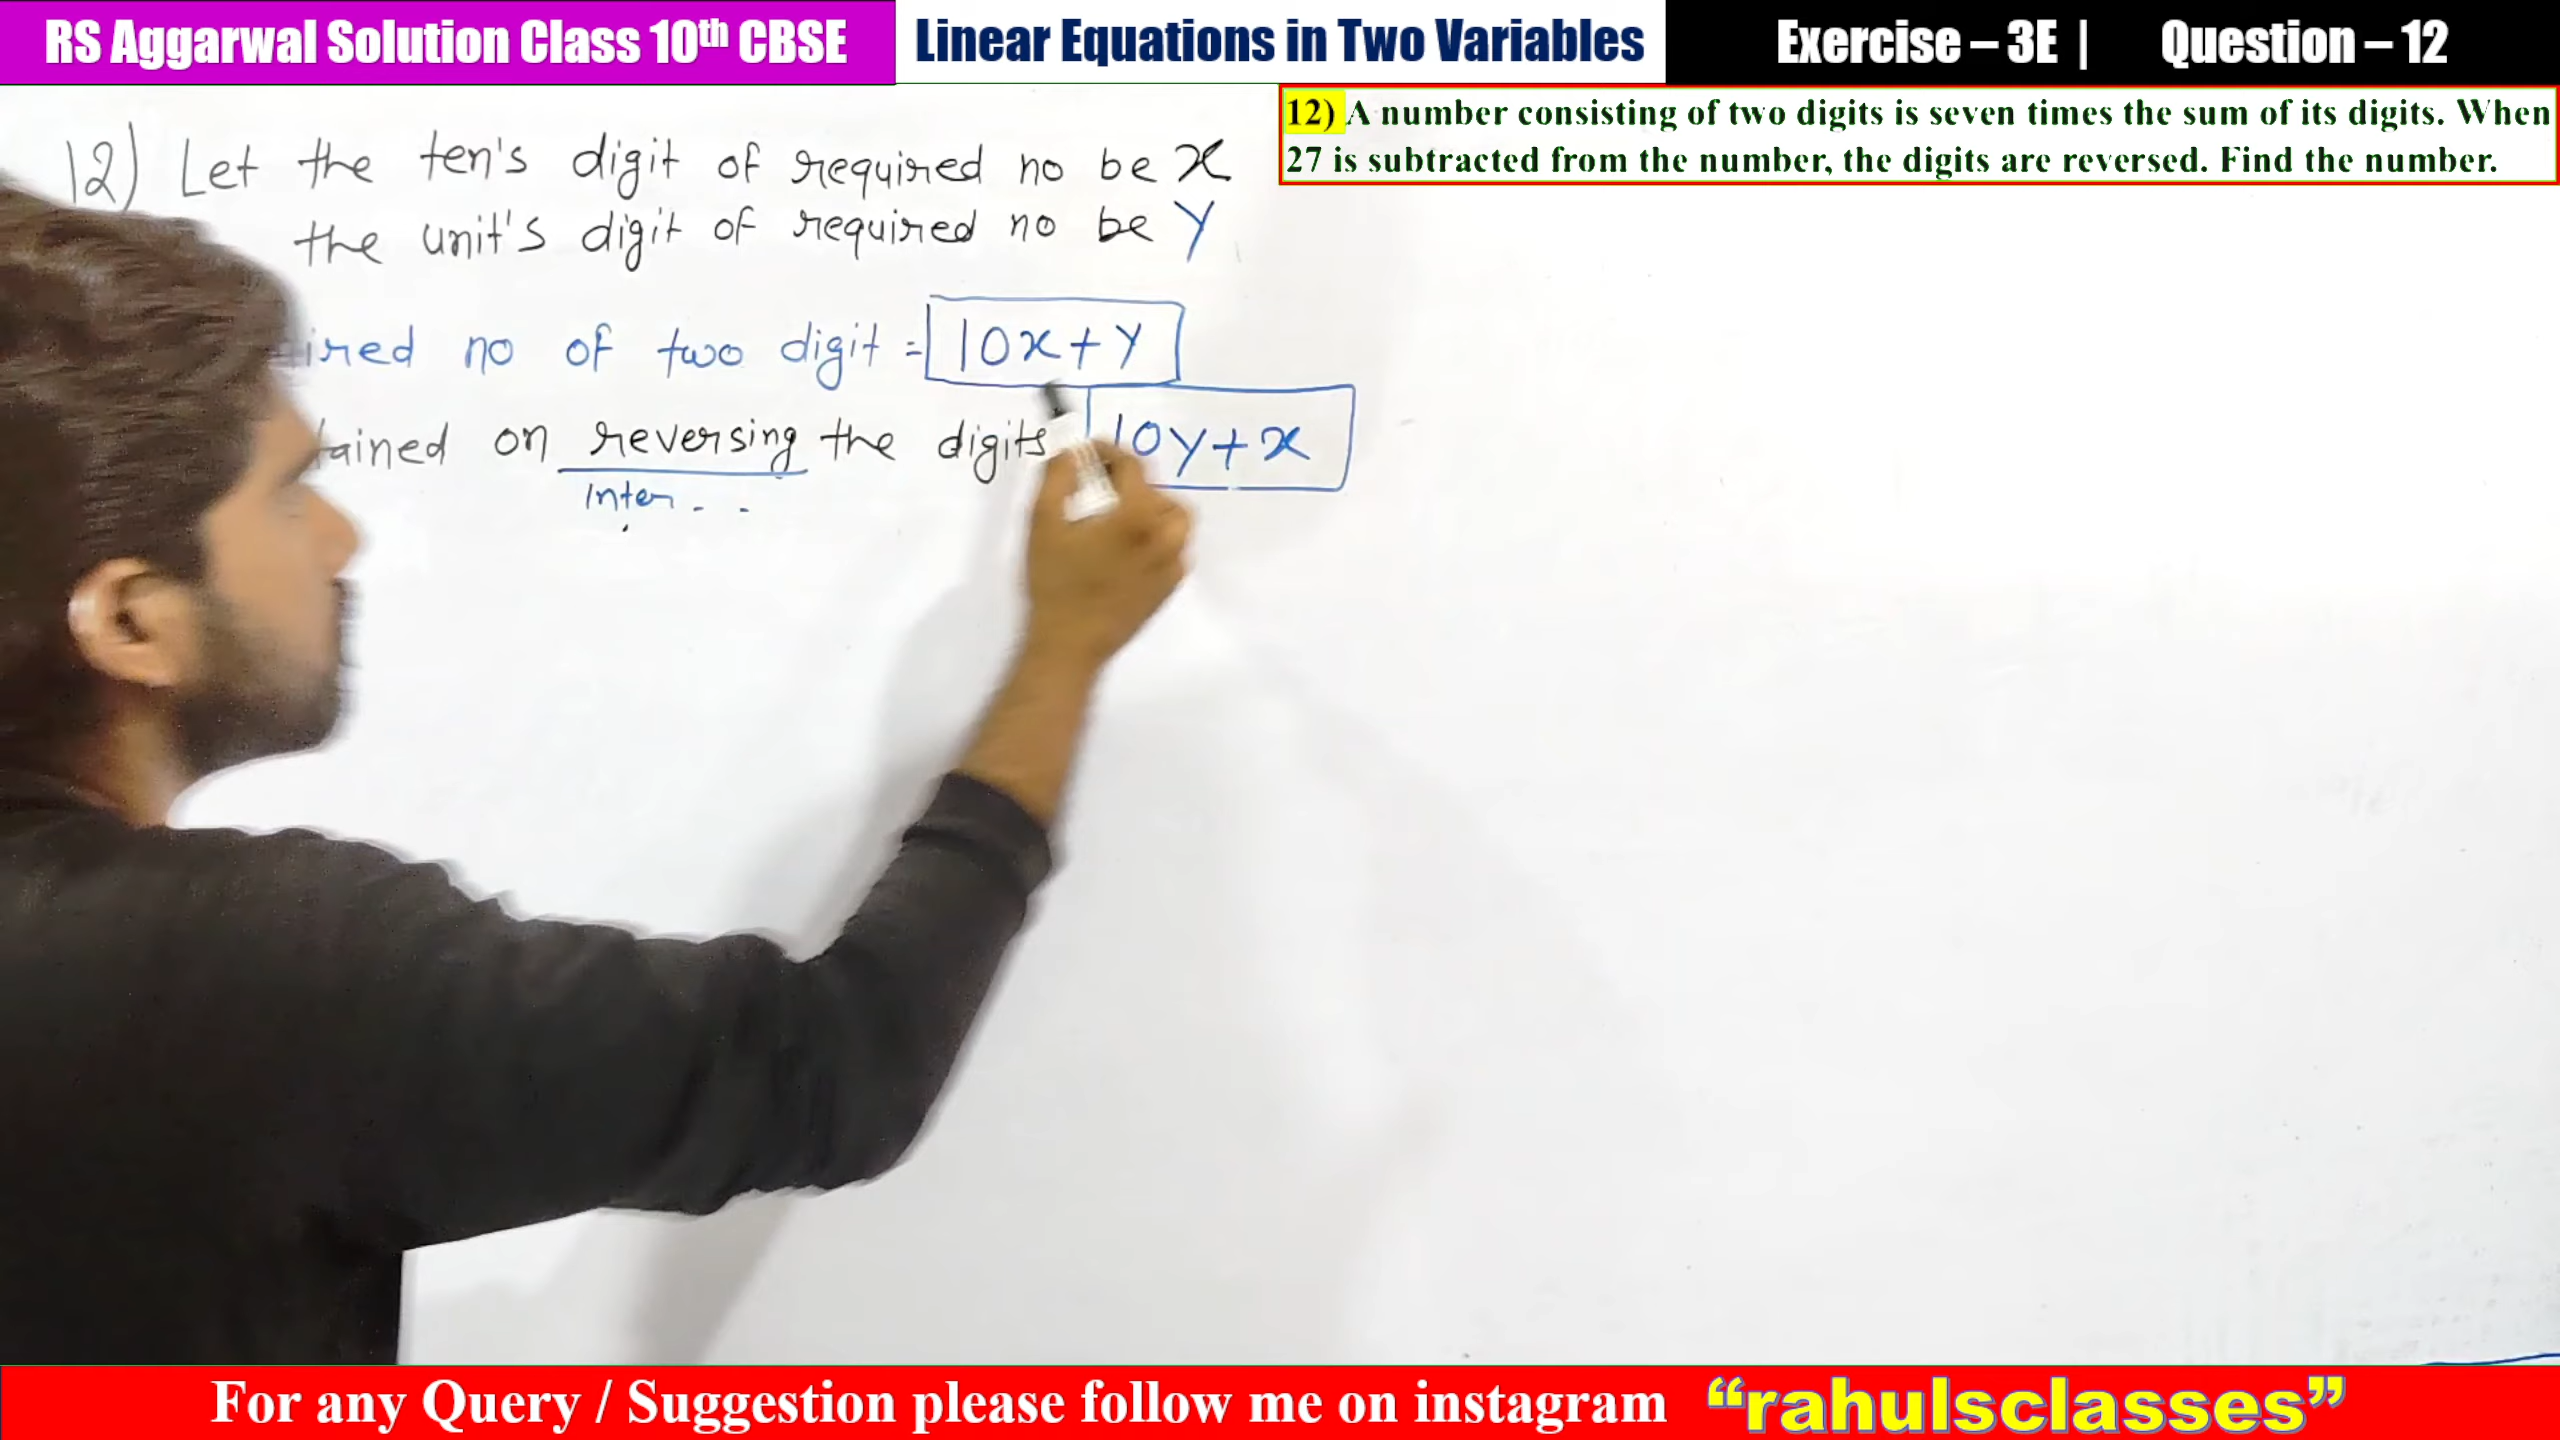 RS Aggarwal Solution Class 10th CBSE
Linear Equations in Two Variables
Exercise – 3E |
Question – 12
12) A number consisting of two digits is seven times the sum of its digits. When
27 is subtracted from the number, the digits are reversed. Find the number.
12) Let the ten's digit of required no be x
the unit's digit of required no be y
no of two digit = 10x+y
on reversing the digits 10y+x
Inter . .
For any Query / Suggestion please follow me on instagram “rahulsclasses”